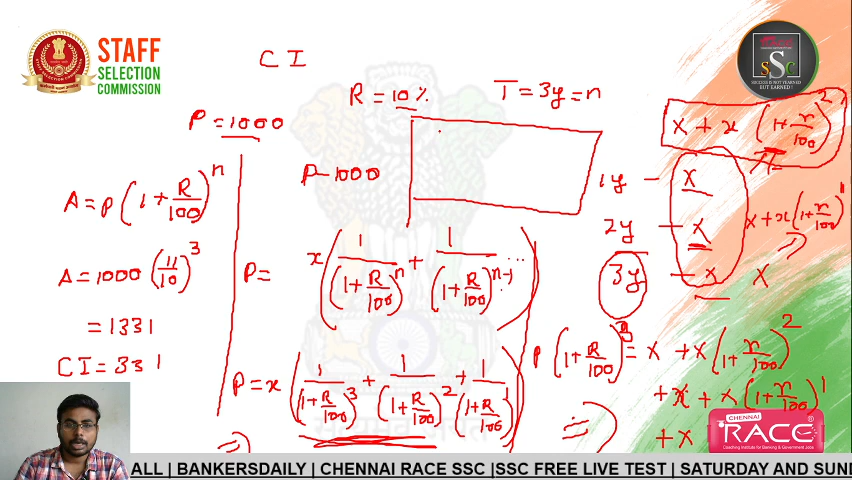 STAFF
SELECTION
COMMISSION
CI
R = 10%
T = 3y = n
P = 1000
A = P(1 + R/100)^n
A = 1000(11/10)^3
= 1331
CI = 331
P - 1000
P = x(1/(1+R/100)^n + 1/(1+R/100)^n-1 ...)
P = x(1/(1+R/100)^3 + 1/(1+R/100)^2 + 1/(1+R/100)^1)
⇒
x + x(1 + r/100)^2
1y - x
2y - x
x + x(1 + r/100)^1
3y - x
x
P(1 + R/100)^3 = x + x(1 + r/100)^2
+ x + x(1 + r/100)^1
+ x
⇒
RACE
SSC
SUCCESS IS NOT YEARNED
BUT EARNED !
CHENNAI
RACE
Coaching Institute for Banking & Government Jobs
ALL | BANKERSDAILY | CHENNAI RACE SSC |SSC FREE LIVE TEST | SATURDAY AND SUN